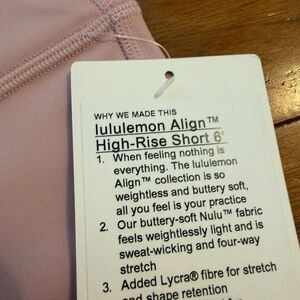 WHY WE MADE THIS
lululemon Align™
High-Rise Short 6"
1. When feeling nothing is
everything. The lululemon
Align™ collection is so
weightless and buttery soft,
all you feel is your practice
2. Our buttery-soft Nulu™ fabric
feels weightlessly light and is
sweat-wicking and four-way
stretch
3. Added Lycra® fibre for stretch
and shape retention